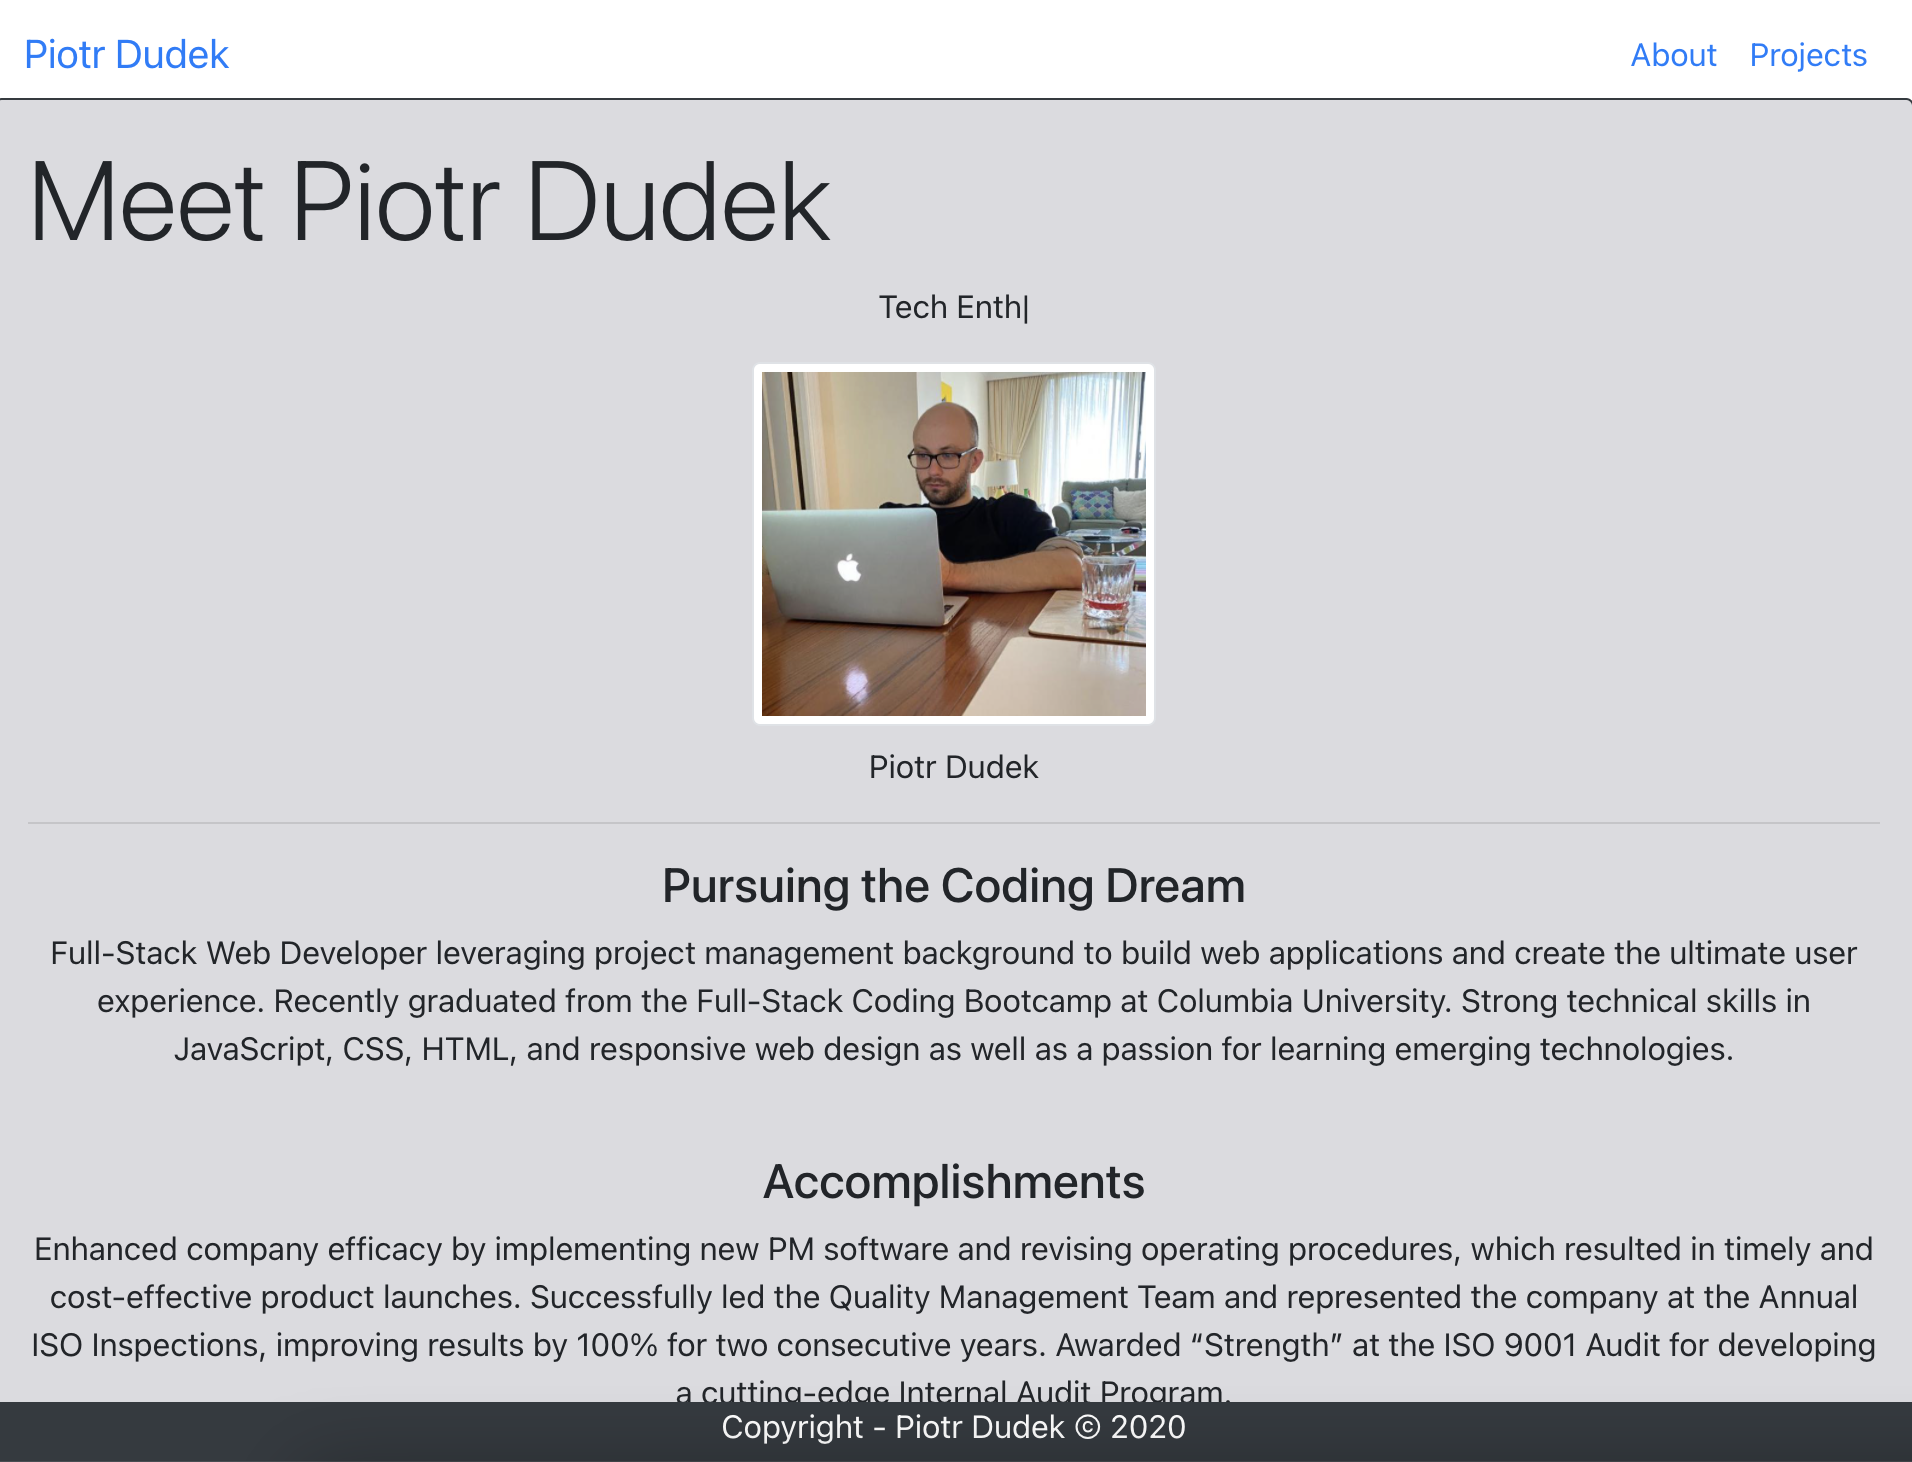 Piotr Dudek
About Projects
Meet Piotr Dudek
Tech Enth|
Piotr Dudek
Pursuing the Coding Dream
Full-Stack Web Developer leveraging project management background to build web applications and create the ultimate user
experience. Recently graduated from the Full-Stack Coding Bootcamp at Columbia University. Strong technical skills in
JavaScript, CSS, HTML, and responsive web design as well as a passion for learning emerging technologies.
Accomplishments
Enhanced company efficacy by implementing new PM software and revising operating procedures, which resulted in timely and
cost-effective product launches. Successfully led the Quality Management Team and represented the company at the Annual
ISO Inspections, improving results by 100% for two consecutive years. Awarded “Strength” at the ISO 9001 Audit for developing
a cutting-edge Internal Audit Program.
Copyright - Piotr Dudek © 2020